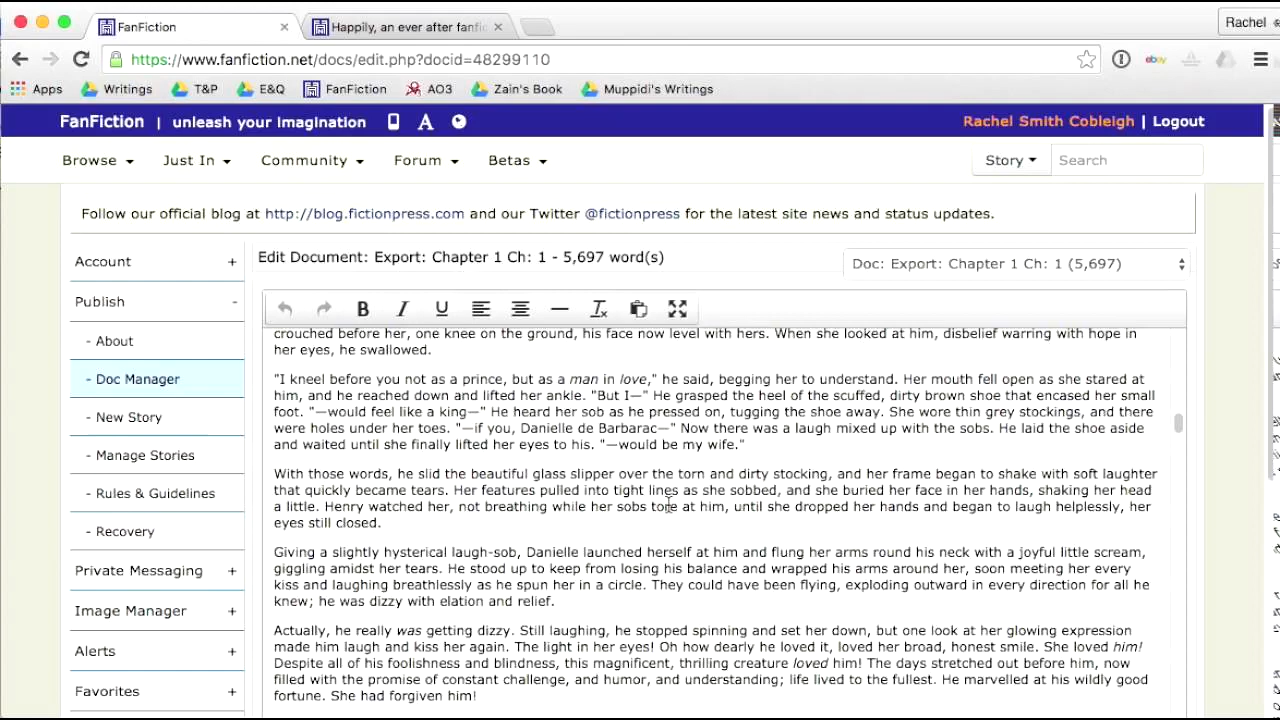 FanFiction
Happily, an ever after fanfic
Rachel
https://www.fanfiction.net/docs/edit.php?docid=48299110
ebay
Apps Writings T&P E&Q FanFiction AO3 Zain's Book Muppidi's Writings
FanFiction | unleash your imagination
Rachel Smith Cobleigh | Logout
Browse Just In Community Forum Betas
Story Search
Follow our official blog at http://blog.fictionpress.com and our Twitter @fictionpress for the latest site news and status updates.
Account +
Publish -
- About
- Doc Manager
- New Story
- Manage Stories
- Rules & Guidelines
- Recovery
Private Messaging +
Image Manager +
Alerts +
Favorites +
Edit Document: Export: Chapter 1 Ch: 1 - 5,697 word(s)
Doc: Export: Chapter 1 Ch: 1 (5,697)
B I U
crouched before her, one knee on the ground, his face now level with hers. When she looked at him, disbelief warring with hope in
her eyes, he swallowed.
"I kneel before you not as a prince, but as a man in love," he said, begging her to understand. Her mouth fell open as she stared at
him, and he reached down and lifted her ankle. "But I—" He grasped the heel of the scuffed, dirty brown shoe that encased her small
foot. "—would feel like a king—" He heard her sob as he pressed on, tugging the shoe away. She wore thin grey stockings, and there
were holes under her toes. "—if you, Danielle de Barbarac—" Now there was a laugh mixed up with the sobs. He laid the shoe aside
and waited until she finally lifted her eyes to his. "—would be my wife."
With those words, he slid the beautiful glass slipper over the torn and dirty stocking, and her frame began to shake with soft laughter
that quickly became tears. Her features pulled into tight lines as she sobbed, and she buried her face in her hands, shaking her head
a little. Henry watched her, not breathing while her sobs tore at him, until she dropped her hands and began to laugh helplessly, her
eyes still closed.
Giving a slightly hysterical laugh-sob, Danielle launched herself at him and flung her arms round his neck with a joyful little scream,
giggling amidst her tears. He stood up to keep from losing his balance and wrapped his arms around her, soon meeting her every
kiss and laughing breathlessly as he spun her in a circle. They could have been flying, exploding outward in every direction for all he
knew; he was dizzy with elation and relief.
Actually, he really was getting dizzy. Still laughing, he stopped spinning and set her down, but one look at her glowing expression
made him laugh and kiss her again. The light in her eyes! Oh how dearly he loved it, loved her broad, honest smile. She loved him!
Despite all of his foolishness and blindness, this magnificent, thrilling creature loved him! The days stretched out before him, now
filled with the promise of constant challenge, and humor, and understanding; life lived to the fullest. He marvelled at his wildly good
fortune. She had forgiven him!